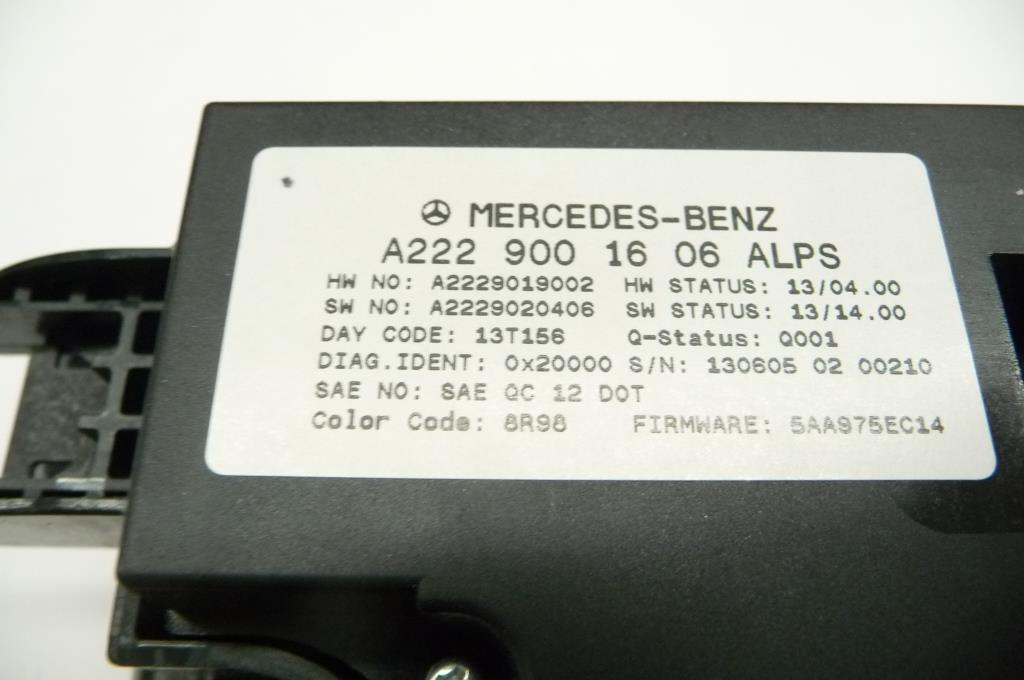 MERCEDES-BENZ
A222 900 16 06 ALPS
HW NO: A2229019002 HW STATUS: 13/04.00
SW NO: A2229020406 SW STATUS: 13/14.00
DAY CODE: 13T156 Q-Status: Q001
DIAG.IDENT: 0x20000 S/N: 130605 02 00210
SAE NO: SAE QC 12 DOT
Color Code: 8R98 FIRMWARE: 5AA975EC14